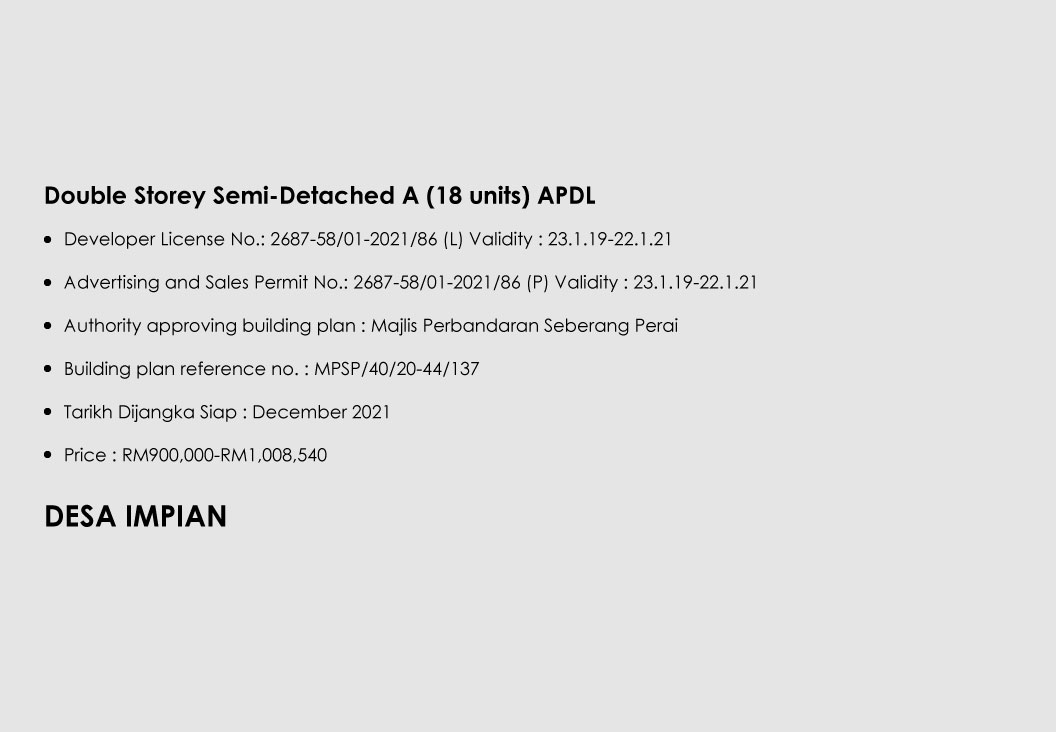 Double Storey Semi-Detached A (18 units) APDL
• Developer License No.: 2687-58/01-2021/86 (L) Validity : 23.1.19-22.1.21
• Advertising and Sales Permit No.: 2687-58/01-2021/86 (P) Validity : 23.1.19-22.1.21
• Authority approving building plan : Majlis Perbandaran Seberang Perai
• Building plan reference no. : MPSP/40/20-44/137
• Tarikh Dijangka Siap : December 2021
• Price : RM900,000-RM1,008,540
DESA IMPIAN